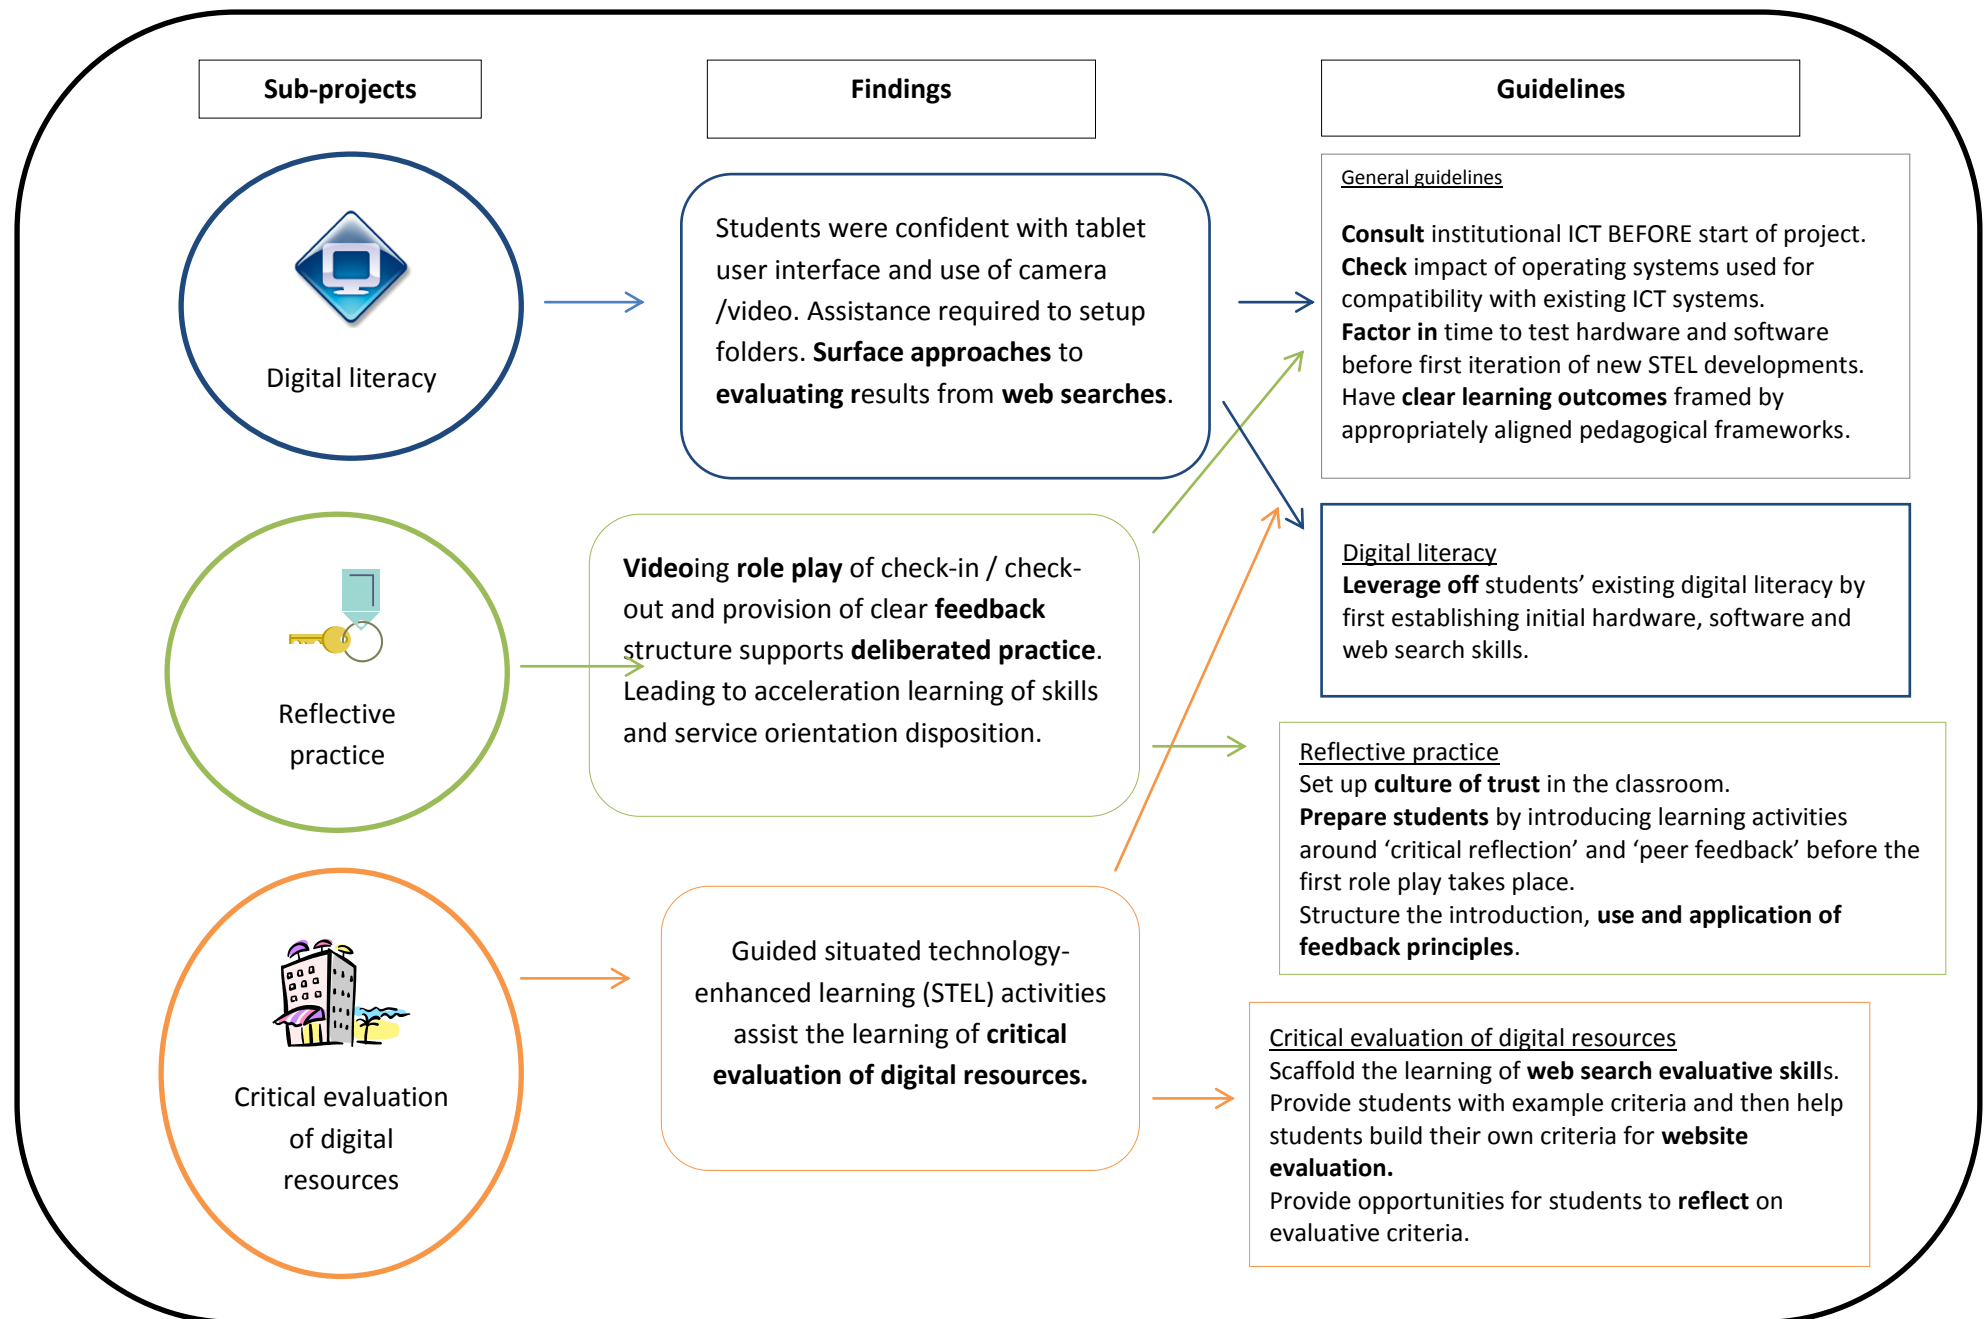 Sub-projects
Findings
Guidelines
Digital literacy
Students were confident with tablet
user interface and use of camera
/video. Assistance required to setup
folders. Surface approaches to
evaluating results from web searches.
General guidelines
Consult institutional ICT BEFORE start of project.
Check impact of operating systems used for
compatibility with existing ICT systems.
Factor in time to test hardware and software
before first iteration of new STEL developments.
Have clear learning outcomes framed by
appropriately aligned pedagogical frameworks.
Digital literacy
Leverage off students’ existing digital literacy by
first establishing initial hardware, software and
web search skills.
Reflective
practice
Videoing role play of check-in / check-
out and provision of clear feedback
structure supports deliberated practice.
Leading to acceleration learning of skills
and service orientation disposition.
Reflective practice
Set up culture of trust in the classroom.
Prepare students by introducing learning activities
around ‘critical reflection’ and ‘peer feedback’ before the
first role play takes place.
Structure the introduction, use and application of
feedback principles.
Critical evaluation
of digital
resources
Guided situated technology-
enhanced learning (STEL) activities
assist the learning of critical
evaluation of digital resources.
Critical evaluation of digital resources
Scaffold the learning of web search evaluative skills.
Provide students with example criteria and then help
students build their own criteria for website
evaluation.
Provide opportunities for students to reflect on
evaluative criteria.